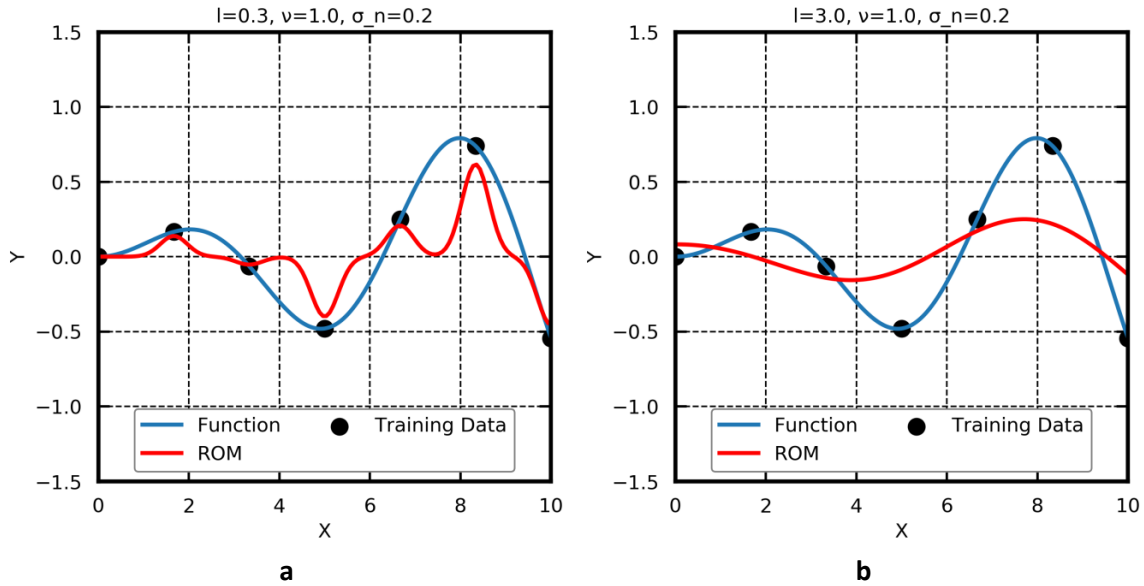 l=0.3, ν=1.0, σ_n=0.2
1.5
1.0
0.5
0.0
−0.5
−1.0
−1.5
Y
Function
Training Data
ROM
0 2 4 6 8 10
X
a
l=3.0, ν=1.0, σ_n=0.2
1.5
1.0
0.5
0.0
−0.5
−1.0
−1.5
Y
Function
Training Data
ROM
0 2 4 6 8 10
X
b